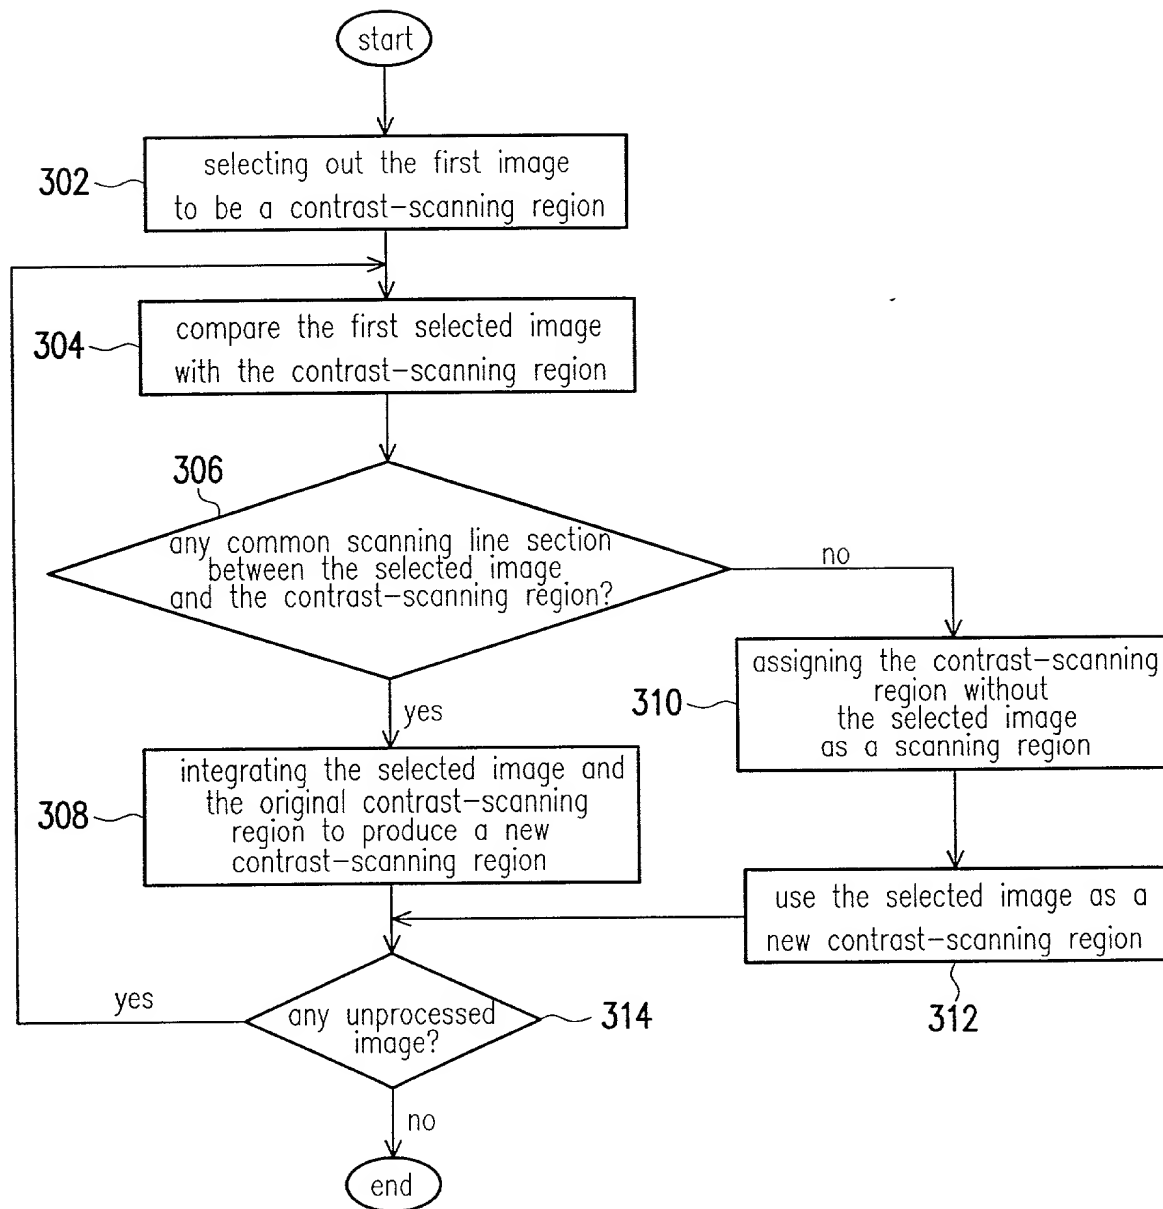 start
302
selecting out the first image
to be a contrast-scanning region
304
compare the first selected image
with the contrast-scanning region
306
any common scanning line section
between the selected image
and the contrast-scanning region?
no
yes
310
assigning the contrast-scanning
region without
the selected image
as a scanning region
308
integrating the selected image and
the original contrast-scanning
region to produce a new
contrast-scanning region
use the selected image as a
new contrast-scanning region
312
yes
any unprocessed
image?
314
no
end